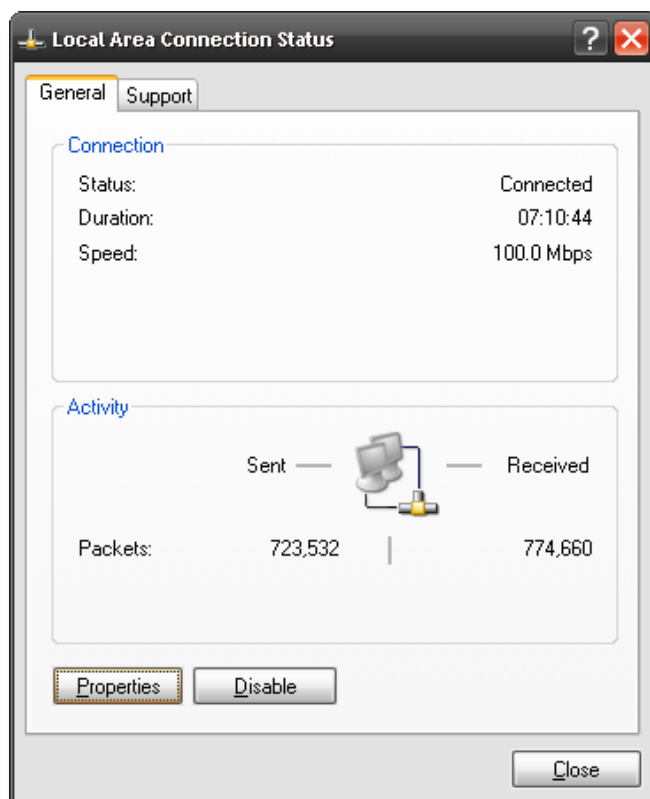 Local Area Connection Status
General Support
Connection
Status: Connected
Duration: 07:10:44
Speed: 100.0 Mbps
Activity
Sent Received
Packets: 723,532 774,660
Properties Disable
Close